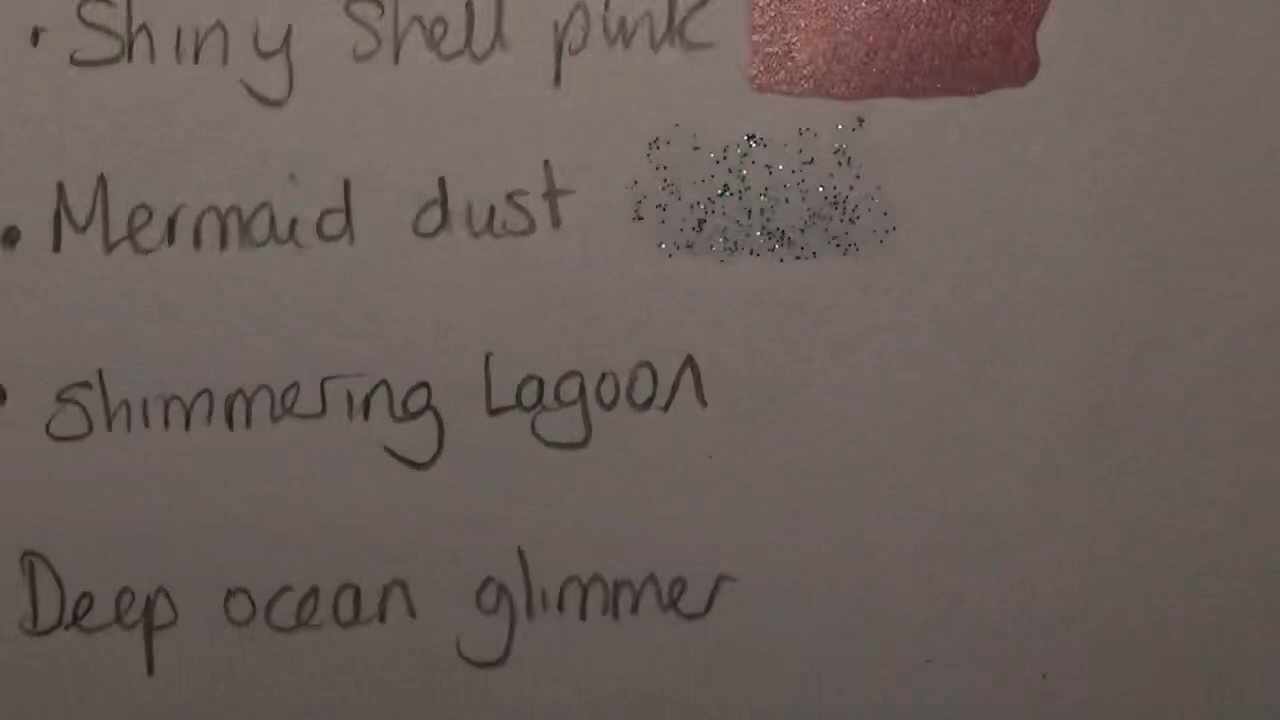 · Shiny Shell pink
· Mermaid dust
· Shimmering Lagoon
Deep ocean glimmer